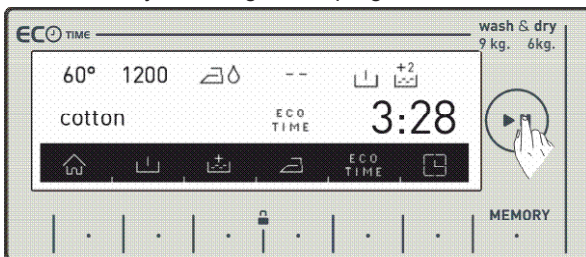 ECO TIME
wash & dry
9 kg. 6kg.
60° 1200 -- +2
cotton ECO TIME 3:28
ECO TIME
MEMORY